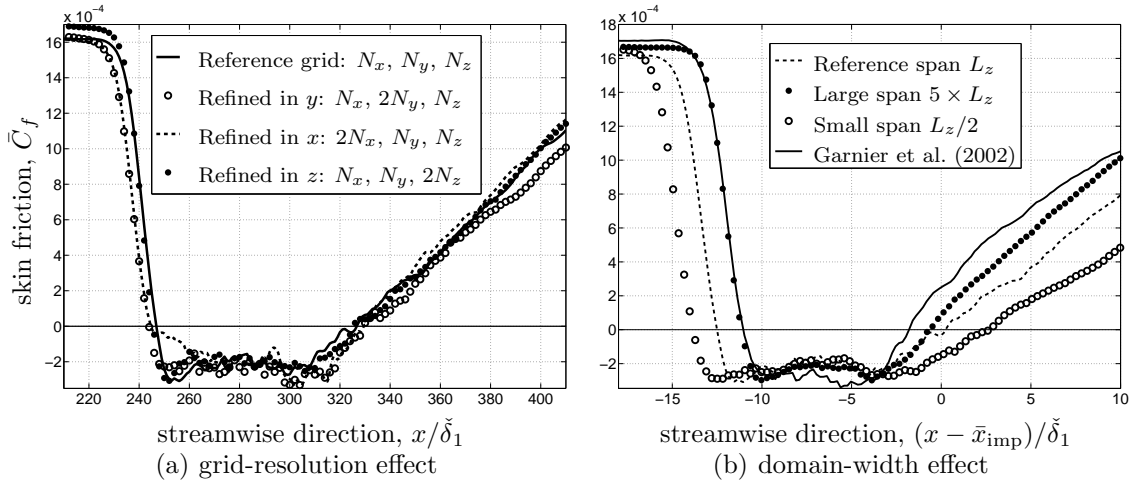 x 10⁻⁴
16
14
12
10
8
6
4
2
0
−2
220 240 260 280 300 320 340 360 380 400
skin friction, C̄_f
Reference grid: N_x, N_y, N_z
Refined in y: N_x, 2N_y, N_z
Refined in x: 2N_x, N_y, N_z
Refined in z: N_x, N_y, 2N_z
streamwise direction, x/δ̌₁
(a) grid-resolution effect
x 10⁻⁴
18
16
14
12
10
8
6
4
2
0
−2
−15 −10 −5 0 5 10
Reference span L_z
Large span 5 × L_z
Small span L_z/2
Garnier et al. (2002)
streamwise direction, (x − x̄_imp)/δ̌₁
(b) domain-width effect